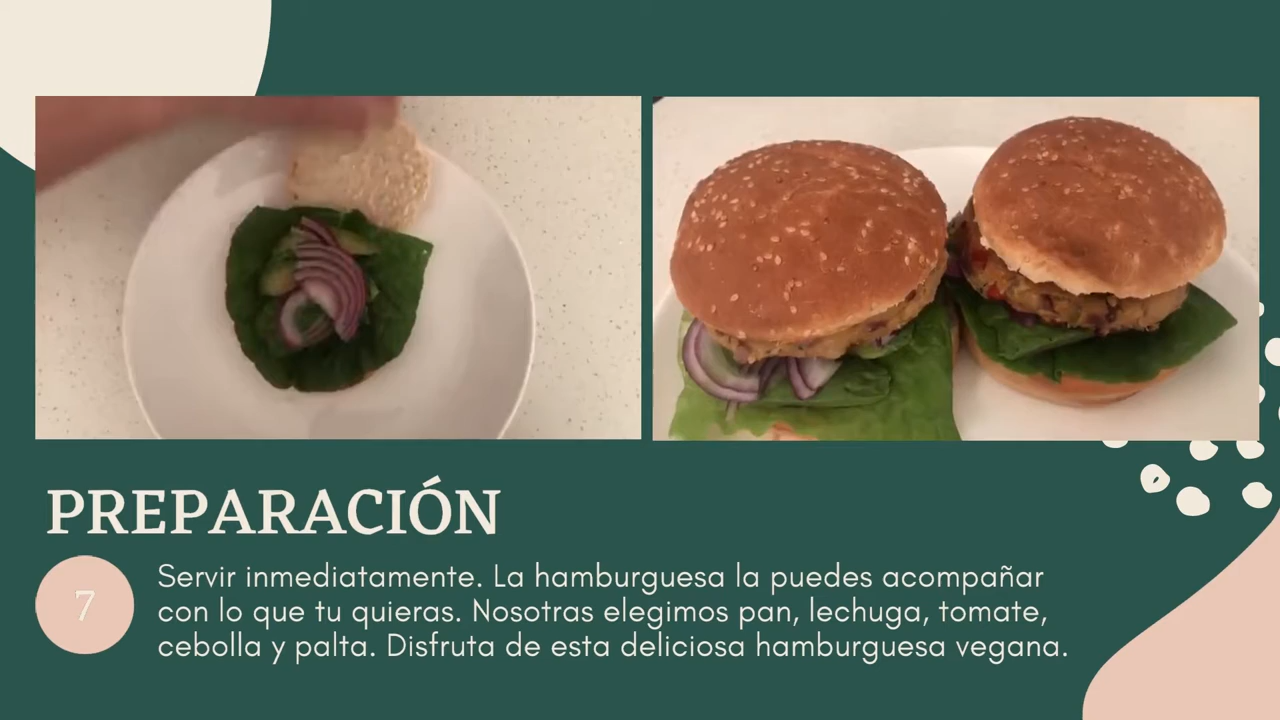 PREPARACIÓN
7
Servir inmediatamente. La hamburguesa la puedes acompañar
con lo que tu quieras. Nosotras elegimos pan, lechuga, tomate,
cebolla y palta. Disfruta de esta deliciosa hamburguesa vegana.